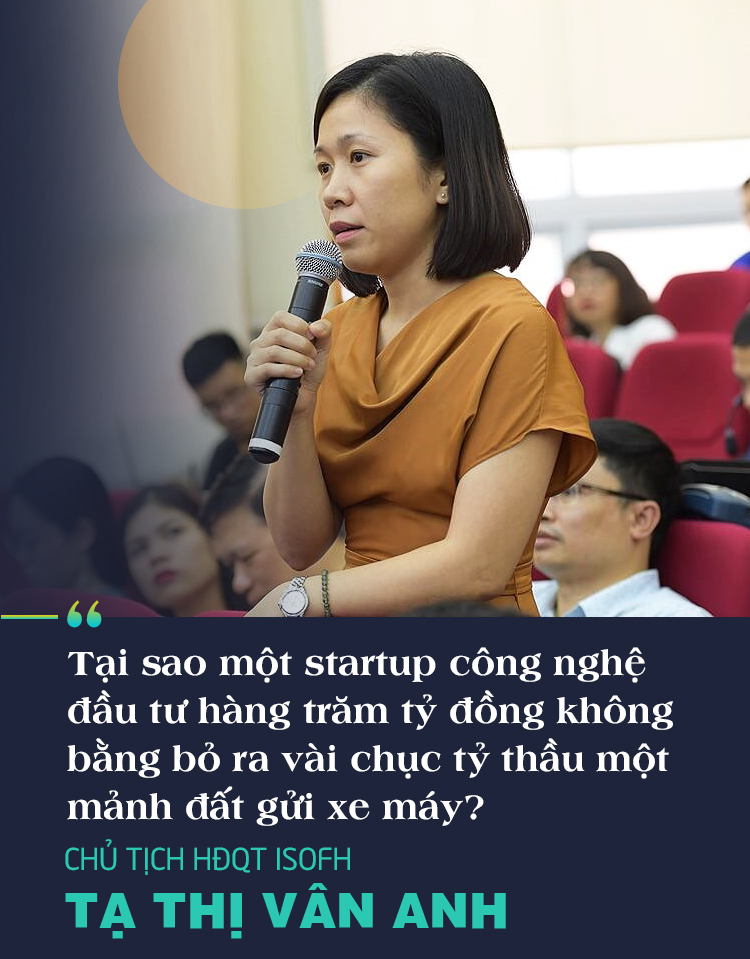 Tại sao một startup công nghệ
đầu tư hàng trăm tỷ đồng không
bằng bỏ ra vài chục tỷ thầu một
mảnh đất gửi xe máy?
CHỦ TỊCH HĐQT ISOFH
TẠ THỊ VÂN ANH